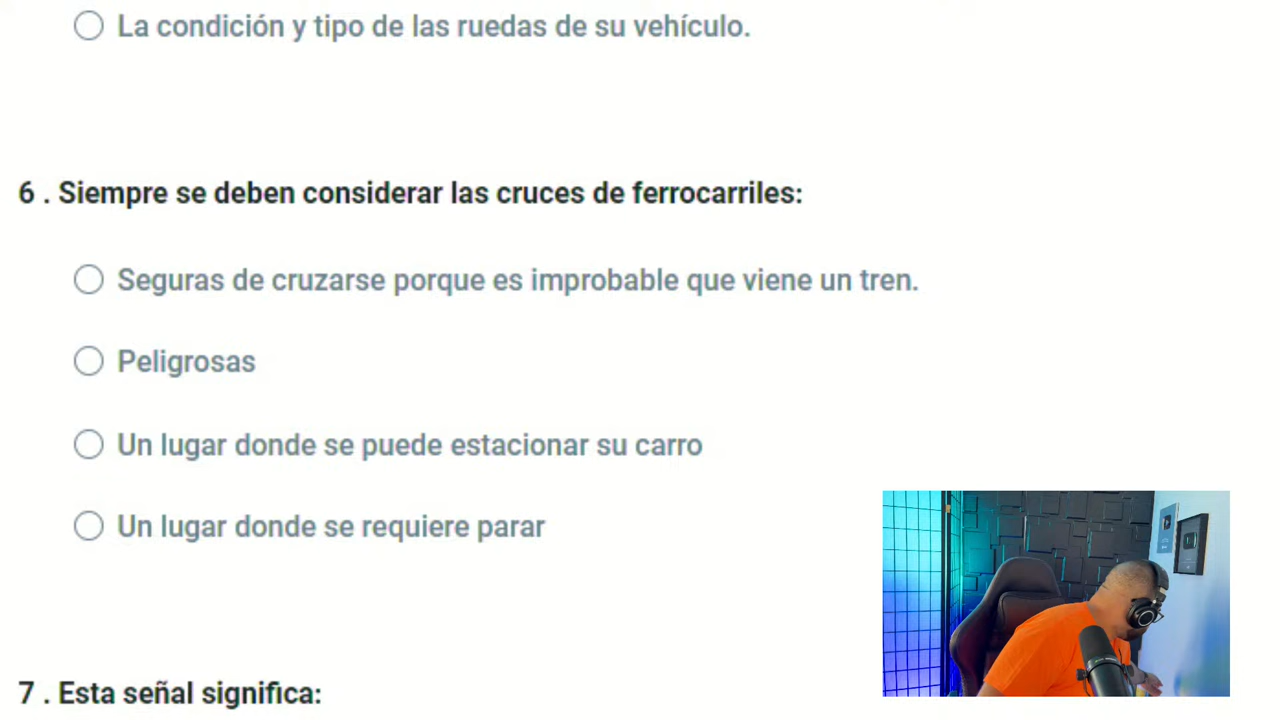 La condición y tipo de las ruedas de su vehículo.
6 . Siempre se deben considerar las cruces de ferrocarriles:
Seguras de cruzarse porque es improbable que viene un tren.
Peligrosas
Un lugar donde se puede estacionar su carro
Un lugar donde se requiere parar
7 . Esta señal significa: